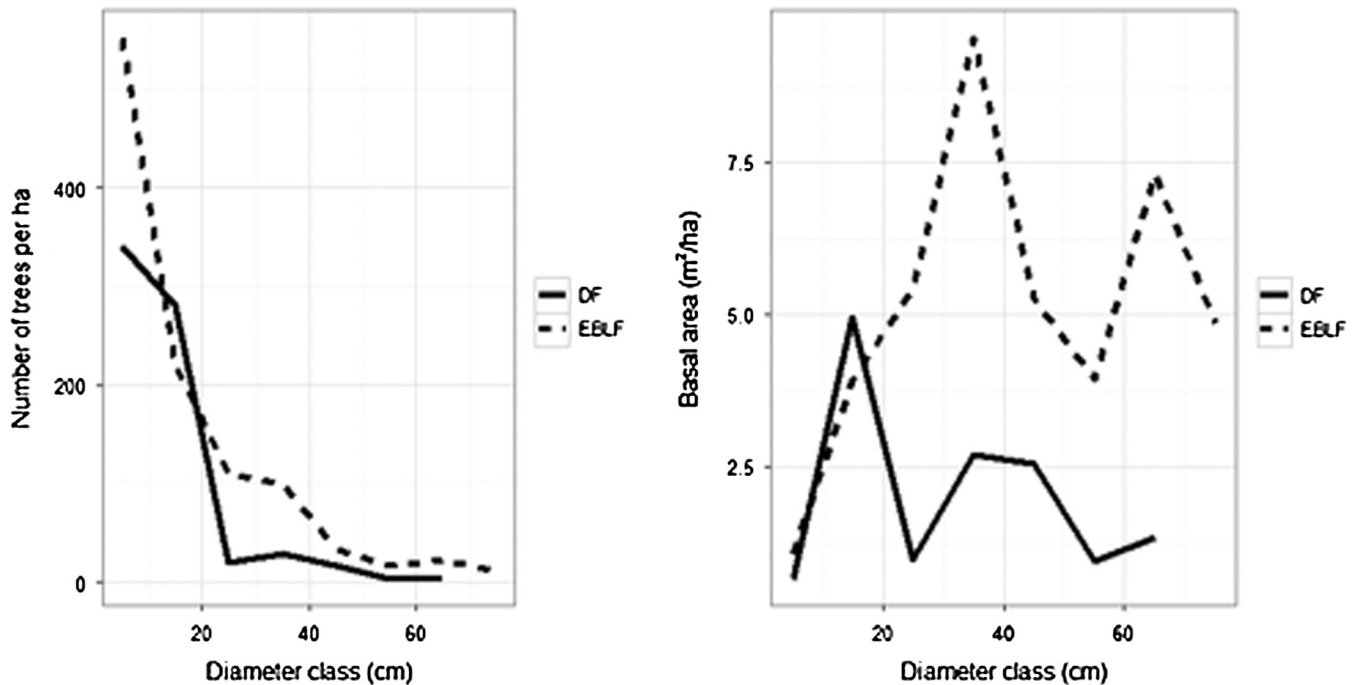 Number of trees per ha
400
200
0
20 40 60
Diameter class (cm)
DF
EBLF
Basal area (m²/ha)
7.5
5.0
2.5
20 40 60
Diameter class (cm)
DF
EBLF